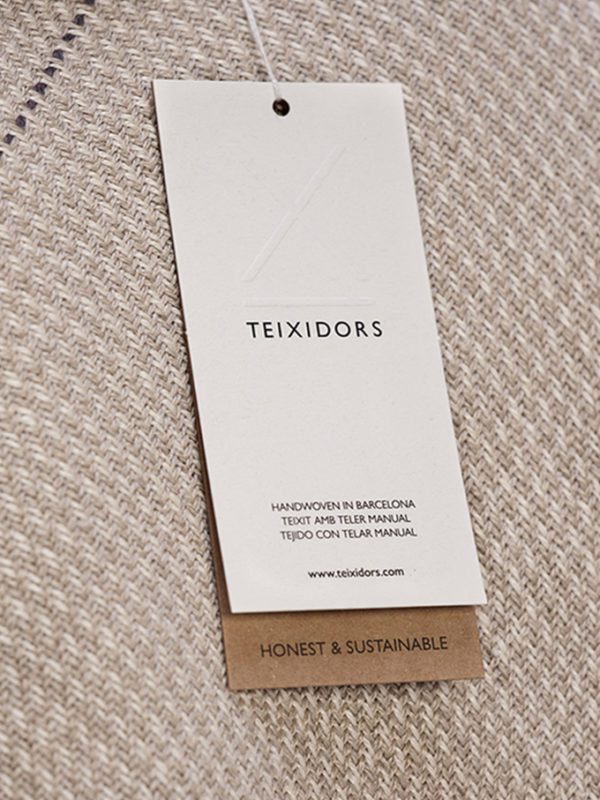 TEIXIDORS
HANDWOVEN IN BARCELONA
TEIXIT AMB TELER MANUAL
TEJIDO CON TELAR MANUAL
www.teixidors.com
HONEST & SUSTAINABLE